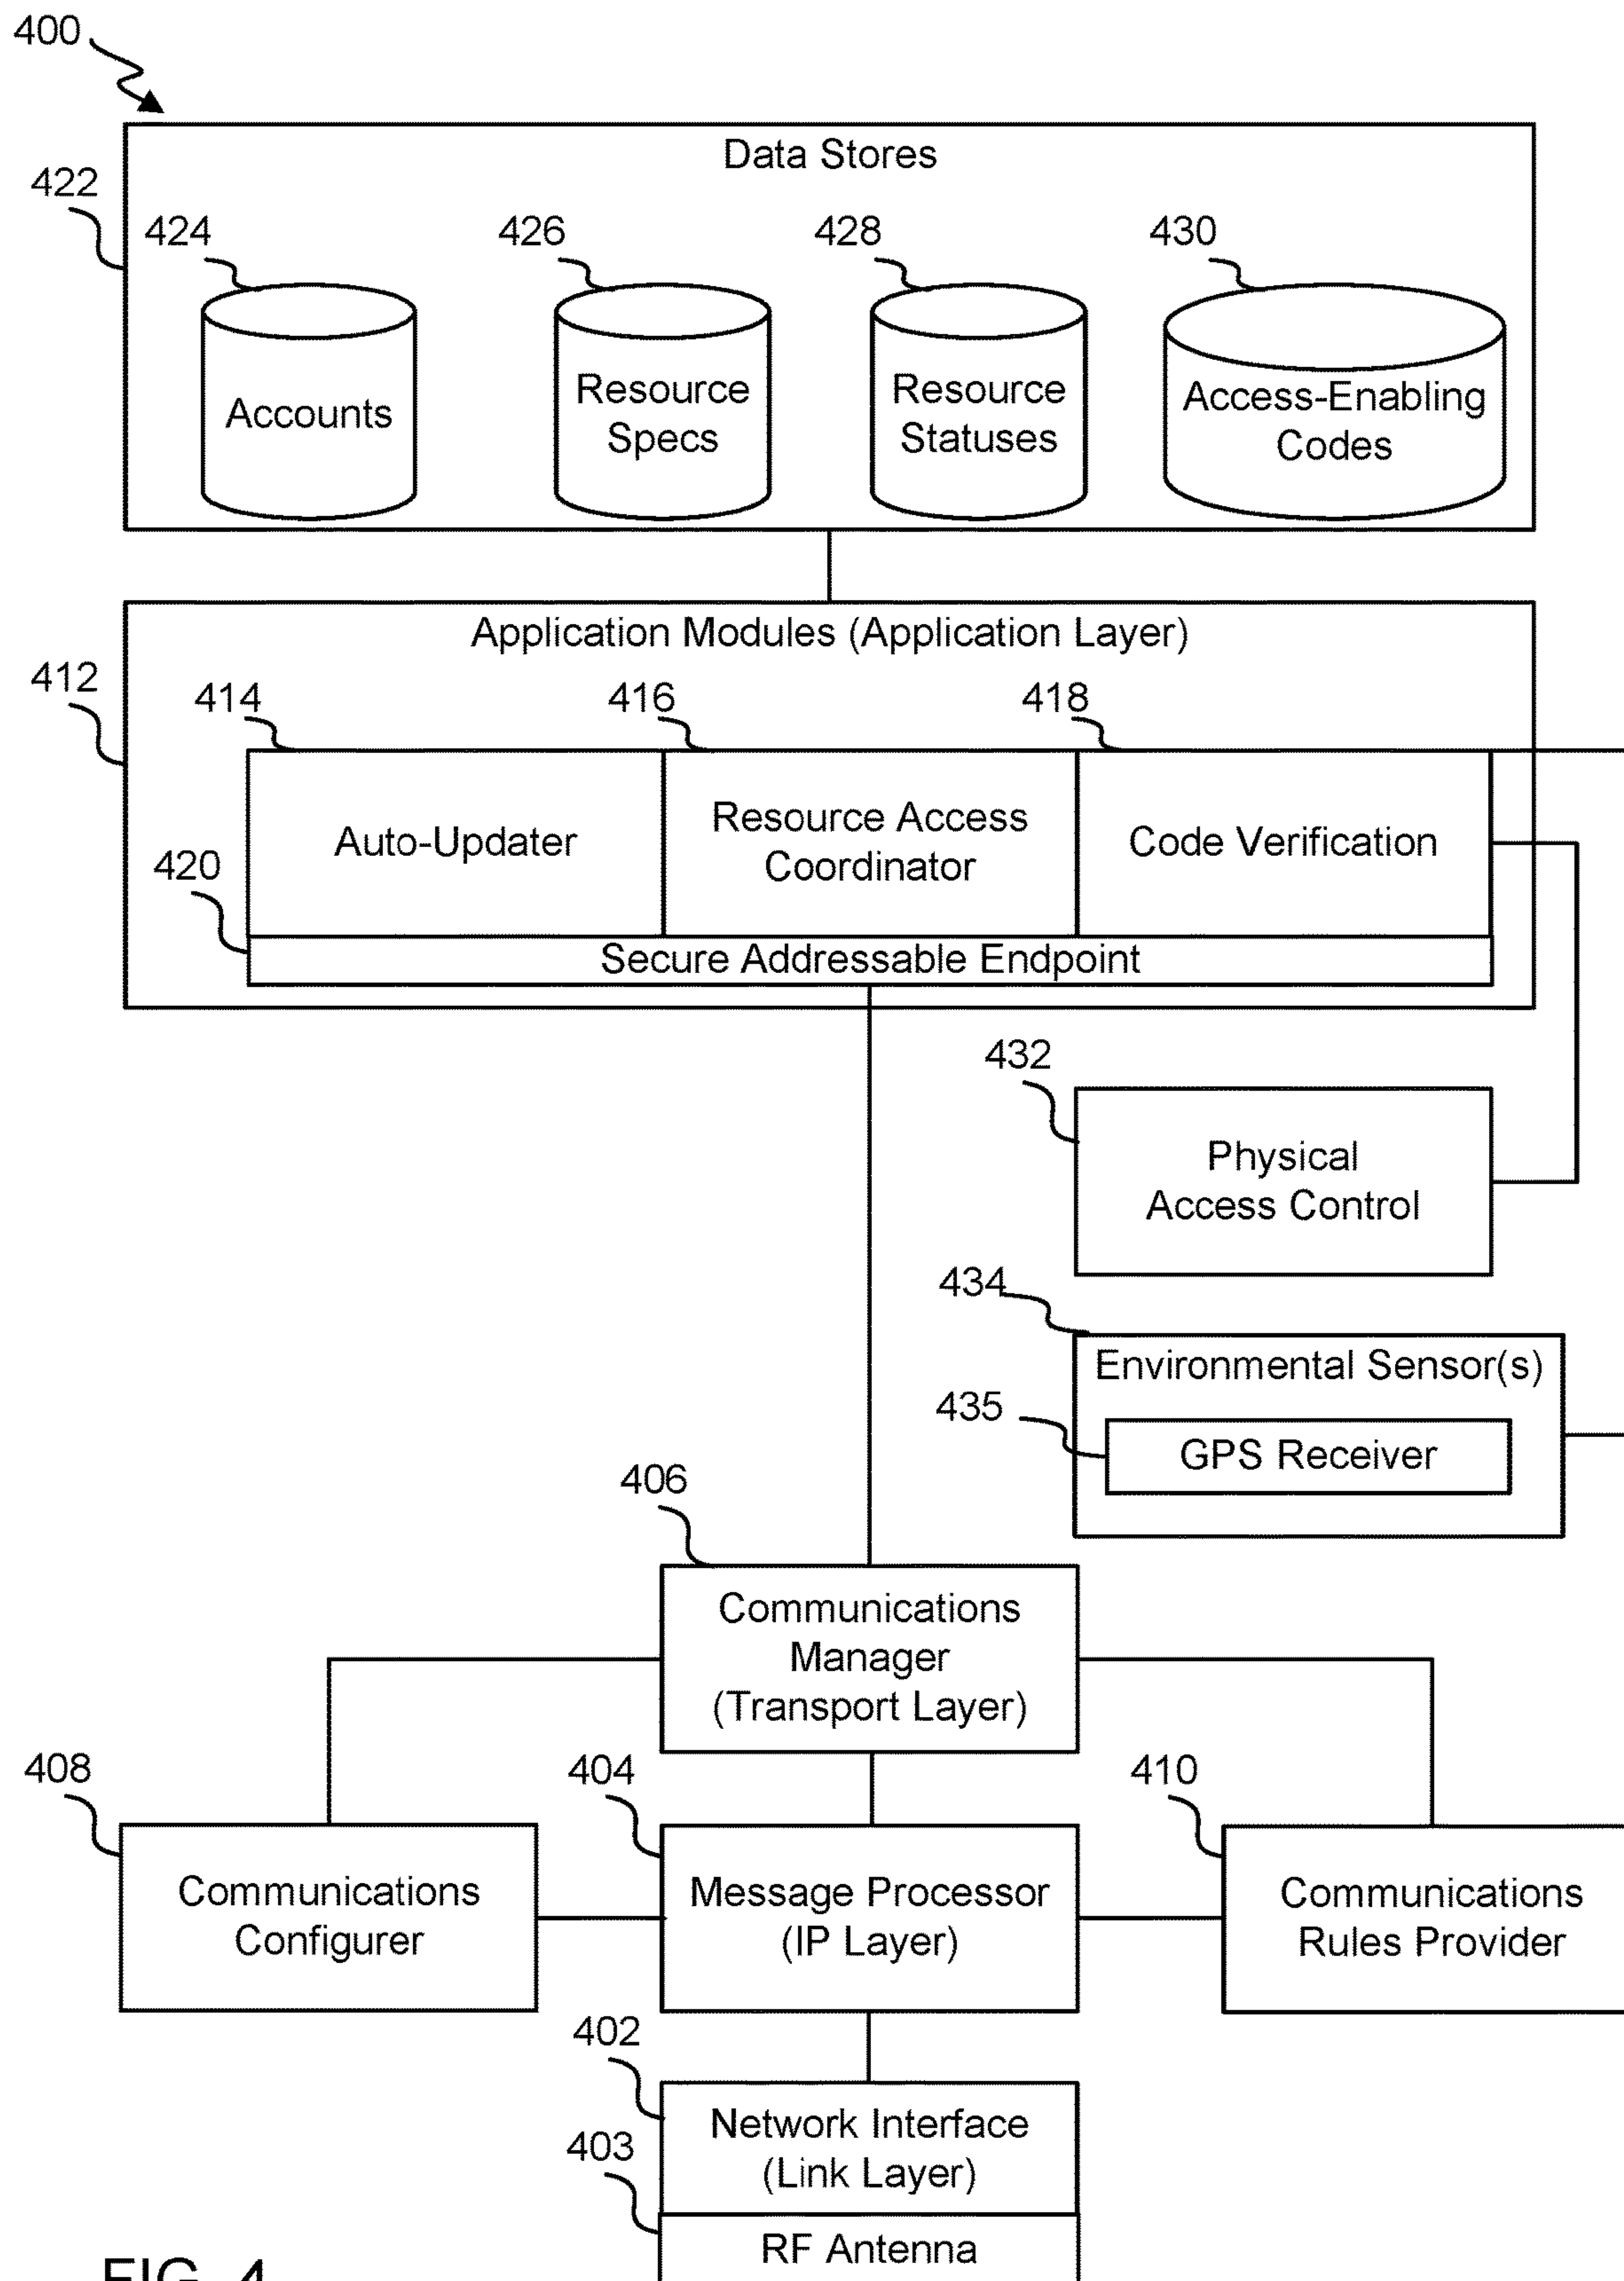 400
Data Stores
422
424
426
428
430
Accounts
Resource
Specs
Resource
Statuses
Access-Enabling
Codes
Application Modules (Application Layer)
412
414
416
418
Auto-Updater
Resource Access
Coordinator
Code Verification
420
Secure Addressable Endpoint
432
Physical
Access Control
434
Environmental Sensor(s)
435
GPS Receiver
406
Communications
Manager
(Transport Layer)
408
404
410
Communications
Configurer
Message Processor
(IP Layer)
Communications
Rules Provider
402
Network Interface
(Link Layer)
403
RF Antenna
FIG. 4